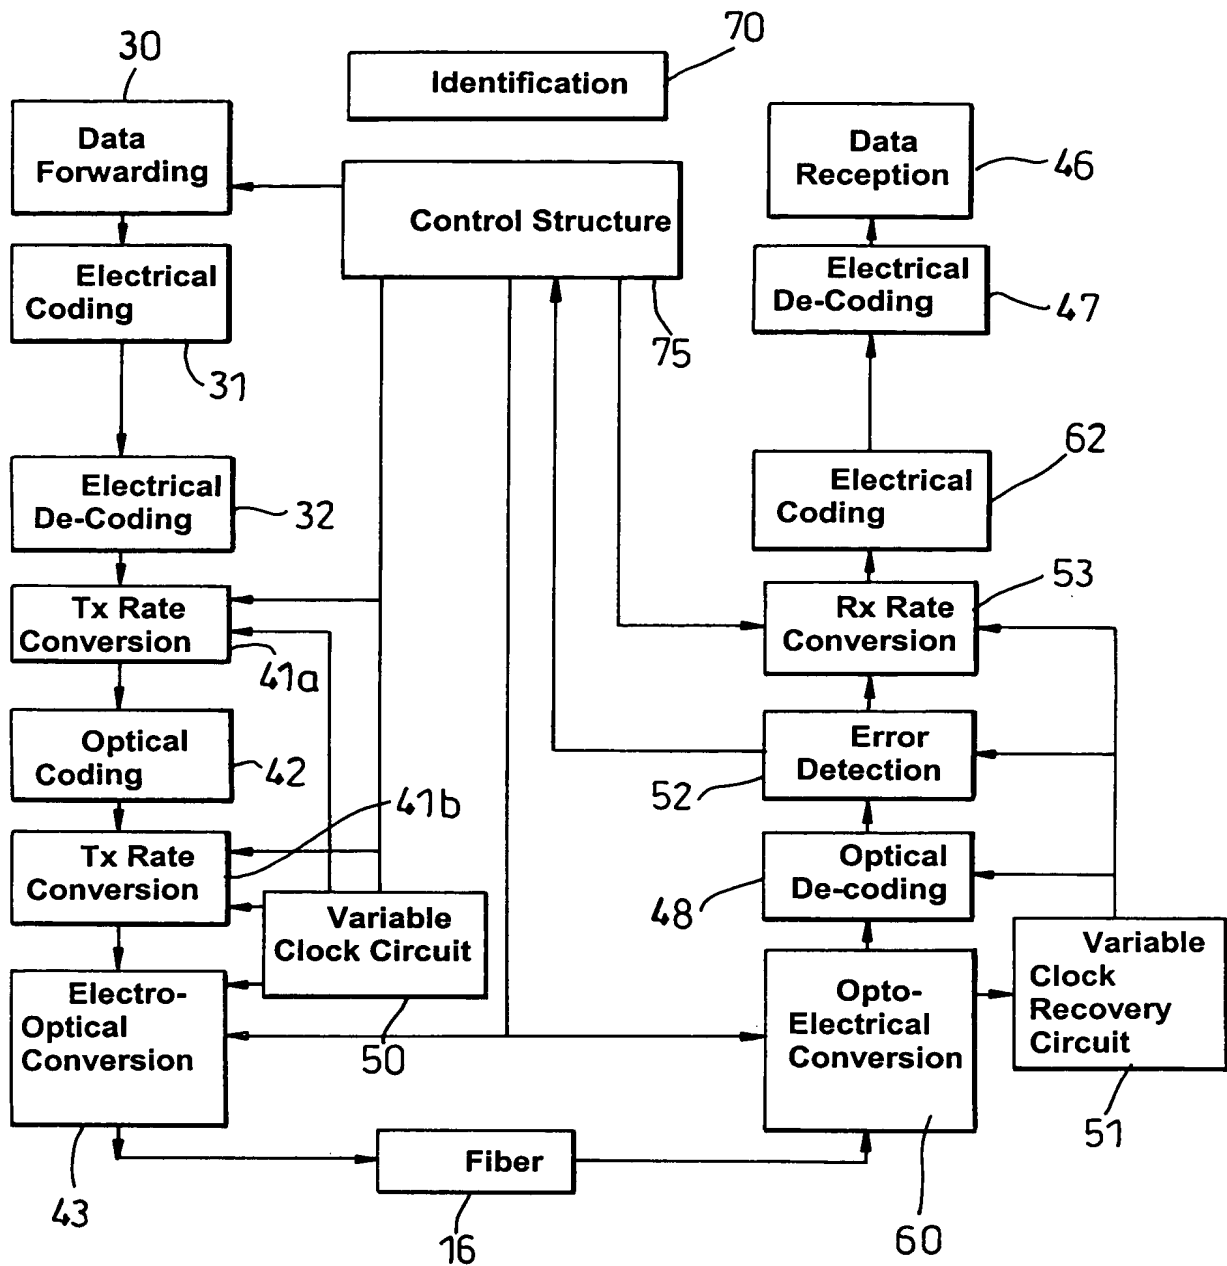 70
30
Identification
Data
Forwarding
Data
Reception
46
Control Structure
Electrical
Coding
31
75
Electrical
De-Coding
47
Electrical
De-Coding
32
Electrical
Coding
62
Tx Rate
Conversion
41a
Rx Rate
Conversion
53
Optical
Coding
42
Error
Detection
52
Tx Rate
Conversion
41b
Optical
De-coding
48
Variable
Clock Circuit
50
Electro-
Optical
Conversion
43
Opto-
Electrical
Conversion
60
Variable
Clock
Recovery
Circuit
51
Fiber
16